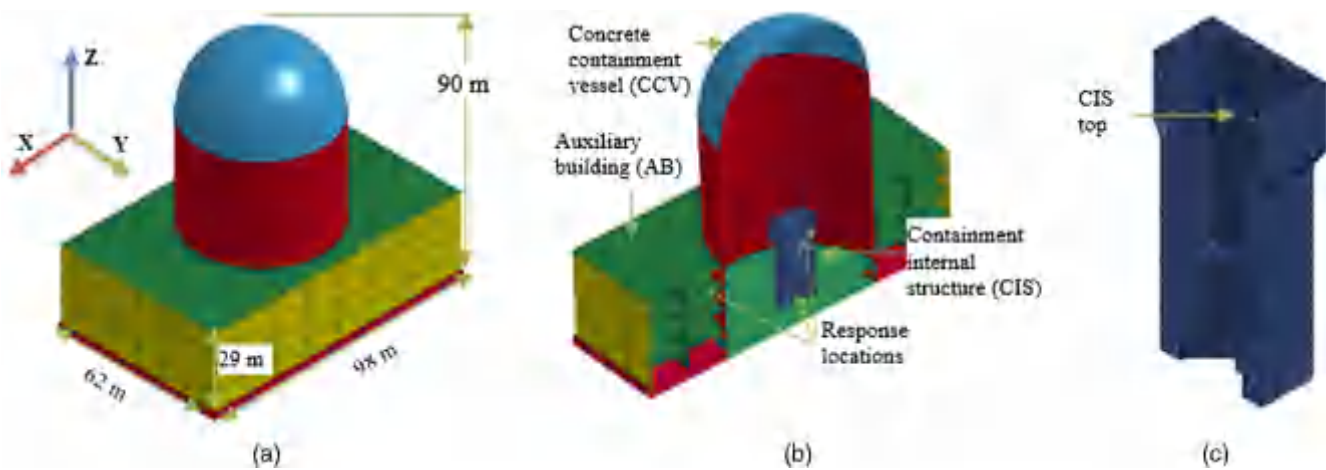 Z
X
Y
90 m
29 m
62 m
98 m
(a)
Concrete
containment
vessel (CCV)
Auxiliary
building (AB)
Containment
internal
structure (CIS)
Response
locations
(b)
CIS
top
(c)